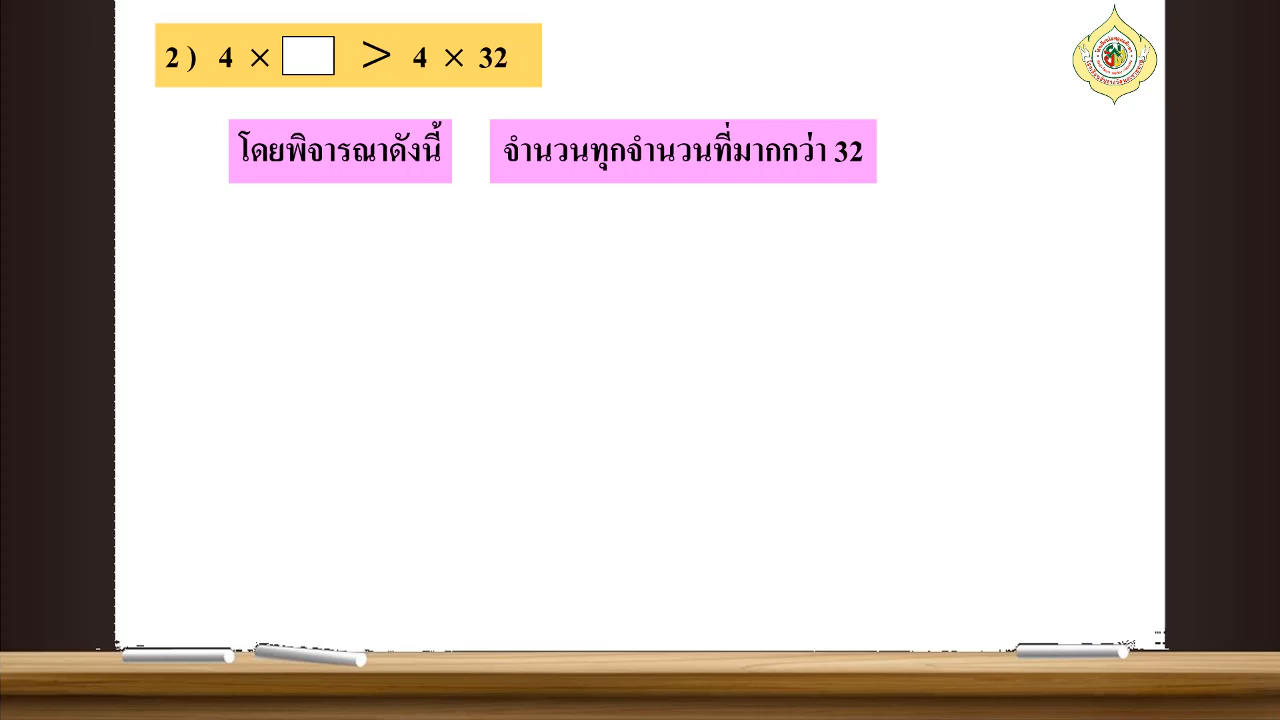 2 ) 4 × □ > 4 × 32
โดยพิจารณาดังนี้ จำนวนทุกจำนวนที่มากกว่า 32